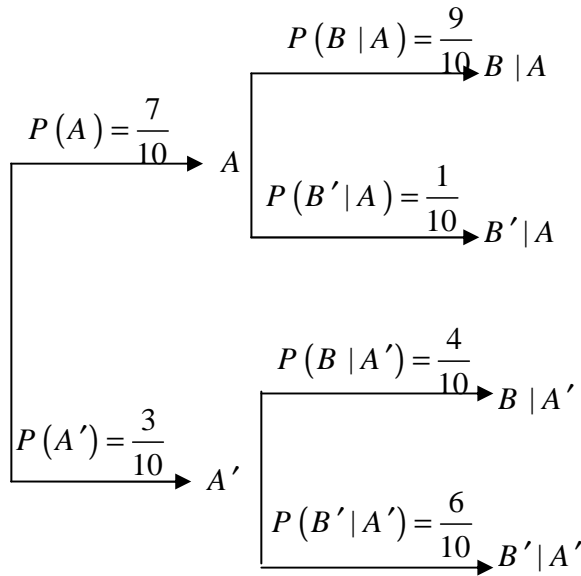 P(B | A) = 9/10 B | A
P(A) = 7/10 A
P(B′ | A) = 1/10 B′ | A
P(B | A′) = 4/10 B | A′
P(A′) = 3/10 A′
P(B′ | A′) = 6/10 B′ | A′